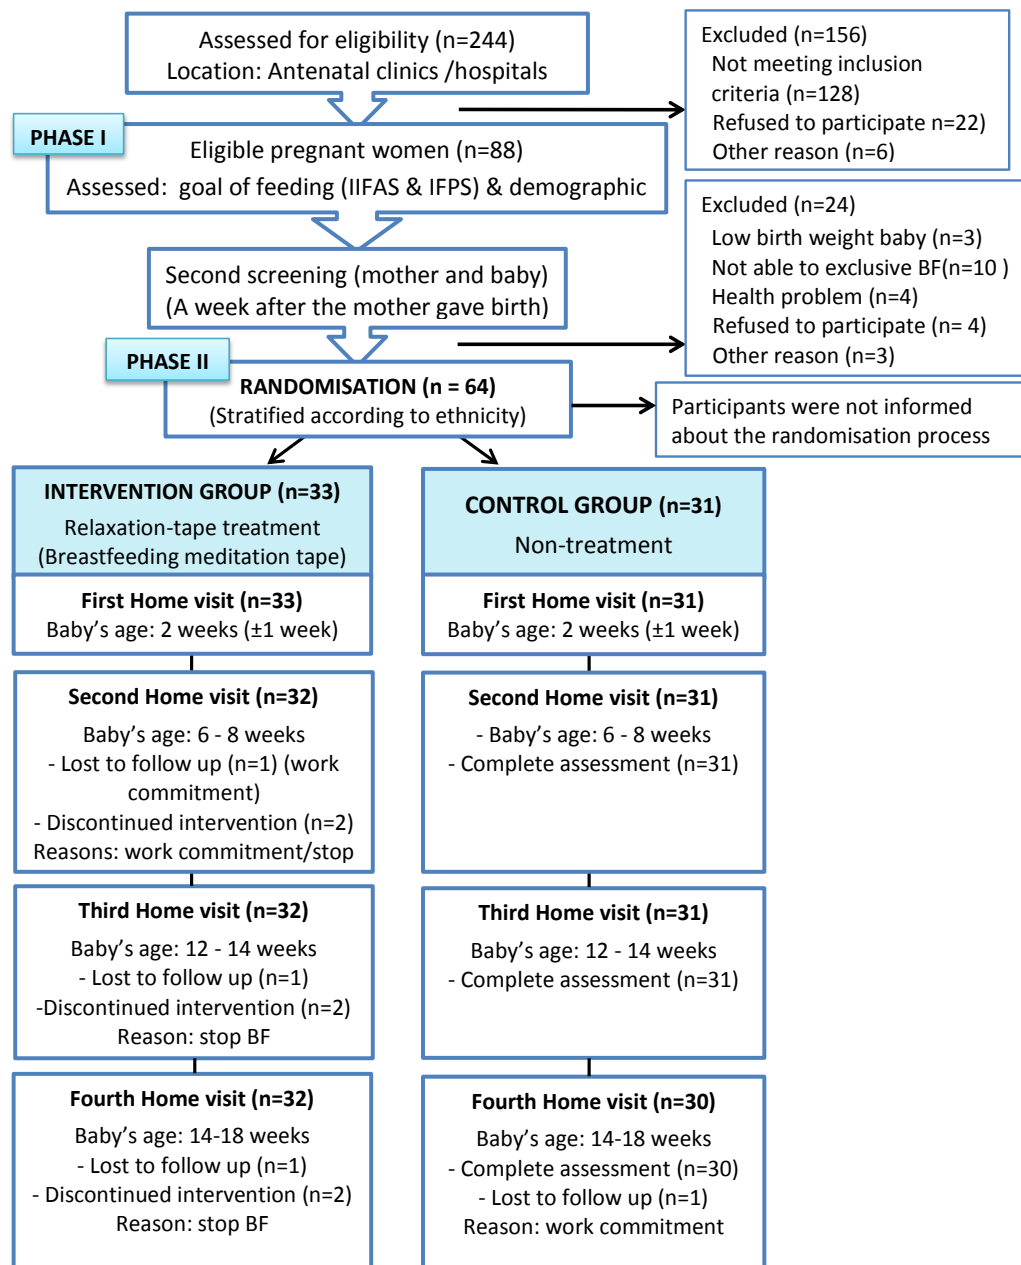 Assessed for eligibility (n=244)
Location: Antenatal clinics /hospitals
Excluded (n=156)
Not meeting inclusion
criteria (n=128)
Refused to participate n=22)
Other reason (n=6)
PHASE I
Eligible pregnant women (n=88)
Assessed: goal of feeding (IIFAS & IFPS) & demographic
Excluded (n=24)
Low birth weight baby (n=3)
Not able to exclusive BF(n=10 )
Health problem (n=4)
Refused to participate (n= 4)
Other reason (n=3)
Second screening (mother and baby)
(A week after the mother gave birth)
PHASE II
RANDOMISATION (n = 64)
(Stratified according to ethnicity)
Participants were not informed
about the randomisation process
INTERVENTION GROUP (n=33)
Relaxation-tape treatment
(Breastfeeding meditation tape)
First Home visit (n=33)
Baby's age: 2 weeks (±1 week)
Second Home visit (n=32)
Baby's age: 6 - 8 weeks
- Lost to follow up (n=1) (work
commitment)
- Discontinued intervention (n=2)
Reasons: work commitment/stop
Third Home visit (n=32)
Baby's age: 12 - 14 weeks
- Lost to follow up (n=1)
-Discontinued intervention (n=2)
Reason: stop BF
Fourth Home visit (n=32)
Baby's age: 14-18 weeks
- Lost to follow up (n=1)
- Discontinued intervention (n=2)
Reason: stop BF
CONTROL GROUP (n=31)
Non-treatment
First Home visit (n=31)
Baby's age: 2 weeks (±1 week)
Second Home visit (n=31)
- Baby's age: 6 - 8 weeks
- Complete assessment (n=31)
Third Home visit (n=31)
Baby's age: 12 - 14 weeks
- Complete assessment (n=31)
Fourth Home visit (n=30)
Baby's age: 14-18 weeks
- Complete assessment (n=30)
- Lost to follow up (n=1)
Reason: work commitment